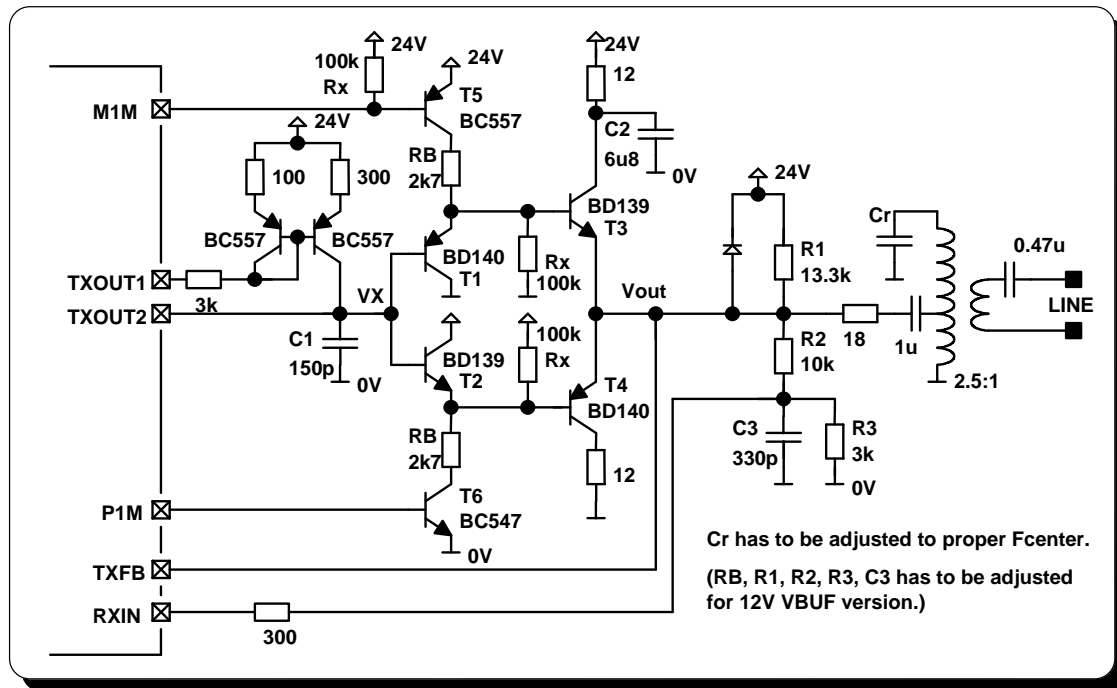 24V
100k
Rx
M1M
24V
T5
BC557
24V
12
C2
6u8
0V
24V
100
300
RB
2k7
BC557
BC557
TXOUT1
3k
TXOUT2
VX
C1
150p
0V
BD140
T1
BD139
T3
Rx
100k
BD139
T2
100k
Rx
T4
BD140
12
Vout
24V
R1
13.3k
R2
10k
18
1u
Cr
2.5:1
0.47u
LINE
C3
330p
R3
3k
0V
RB
2k7
P1M
T6
BC547
0V
TXFB
RXIN
300
Cr has to be adjusted to proper Fcenter.
(RB, R1, R2, R3, C3 has to be adjusted
for 12V VBUF version.)